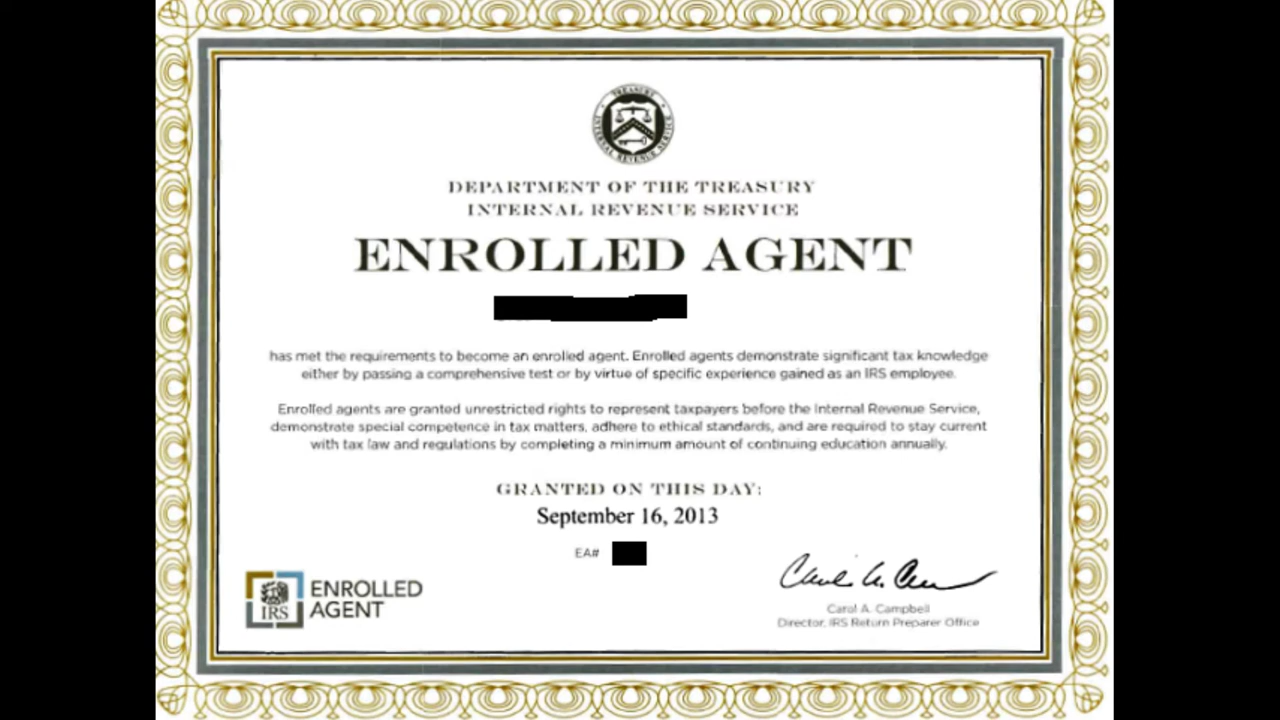 TREASURY
INTERNAL REVENUE SERVICE
DEPARTMENT OF THE TREASURY
INTERNAL REVENUE SERVICE
ENROLLED AGENT
has met the requirements to become an enrolled agent. Enrolled agents demonstrate significant tax knowledge
either by passing a comprehensive test or by virtue of specific experience gained as an IRS employee.
Enrolled agents are granted unrestricted rights to represent taxpayers before the Internal Revenue Service,
demonstrate special competence in tax matters, adhere to ethical standards, and are required to stay current
with tax law and regulations by completing a minimum amount of continuing education annually.
GRANTED ON THIS DAY:
September 16, 2013
EA#
IRS
ENROLLED
AGENT
Carol A. Campbell
Director, IRS Return Preparer Office